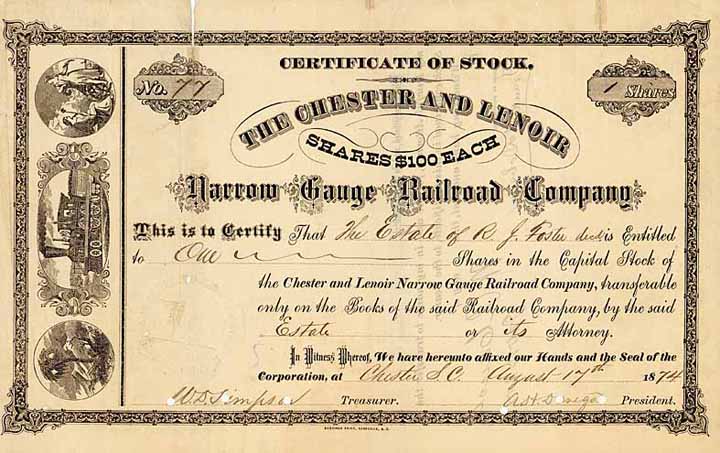 CERTIFICATE OF STOCK.
No. 77
1 Shares
THE CHESTER AND LENOIR
SHARES $100 EACH
Narrow Gauge Railroad Company
This is to Certify That The Estate of R. J. Foster decd is Entitled
to One Shares in the Capital Stock of
the Chester and Lenoir Narrow Gauge Railroad Company, transferable
only on the Books of the said Railroad Company, by the said
Estate or its Attorney.
In Witness Whereof, We have hereunto affixed our Hands and the Seal of the
Corporation, at Chester S.C. August 17th 1874
W.D. Simpson Treasurer. President.